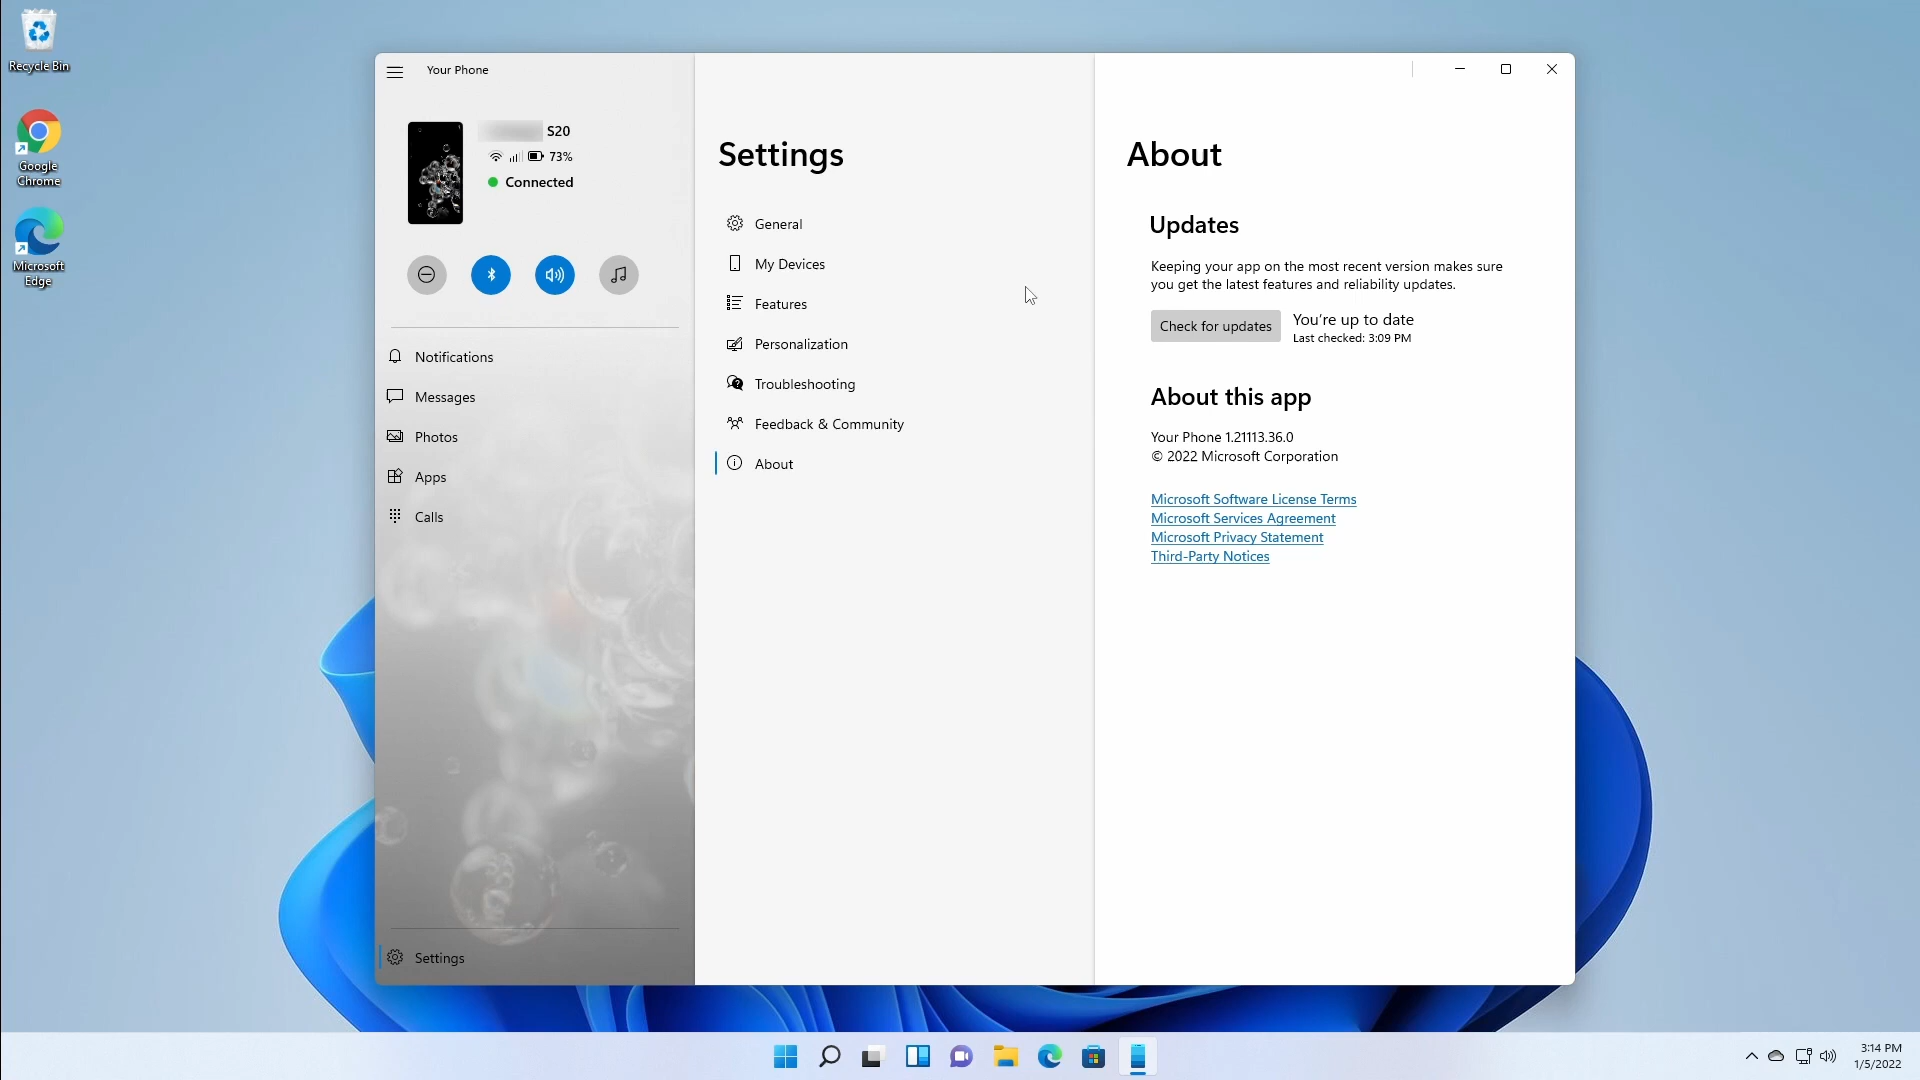 Recycle Bin
Google
Chrome
Microsoft
Edge
Your Phone
S20
73%
Connected
Notifications
Messages
Photos
Apps
Calls
Settings
Settings
General
My Devices
Features
Personalization
Troubleshooting
Feedback & Community
About
About
Updates
Keeping your app on the most recent version makes sure
you get the latest features and reliability updates.
Check for updates
You’re up to date
Last checked: 3:09 PM
About this app
Your Phone 1.21113.36.0
© 2022 Microsoft Corporation
Microsoft Software License Terms
Microsoft Services Agreement
Microsoft Privacy Statement
Third-Party Notices
3:14 PM
1/5/2022